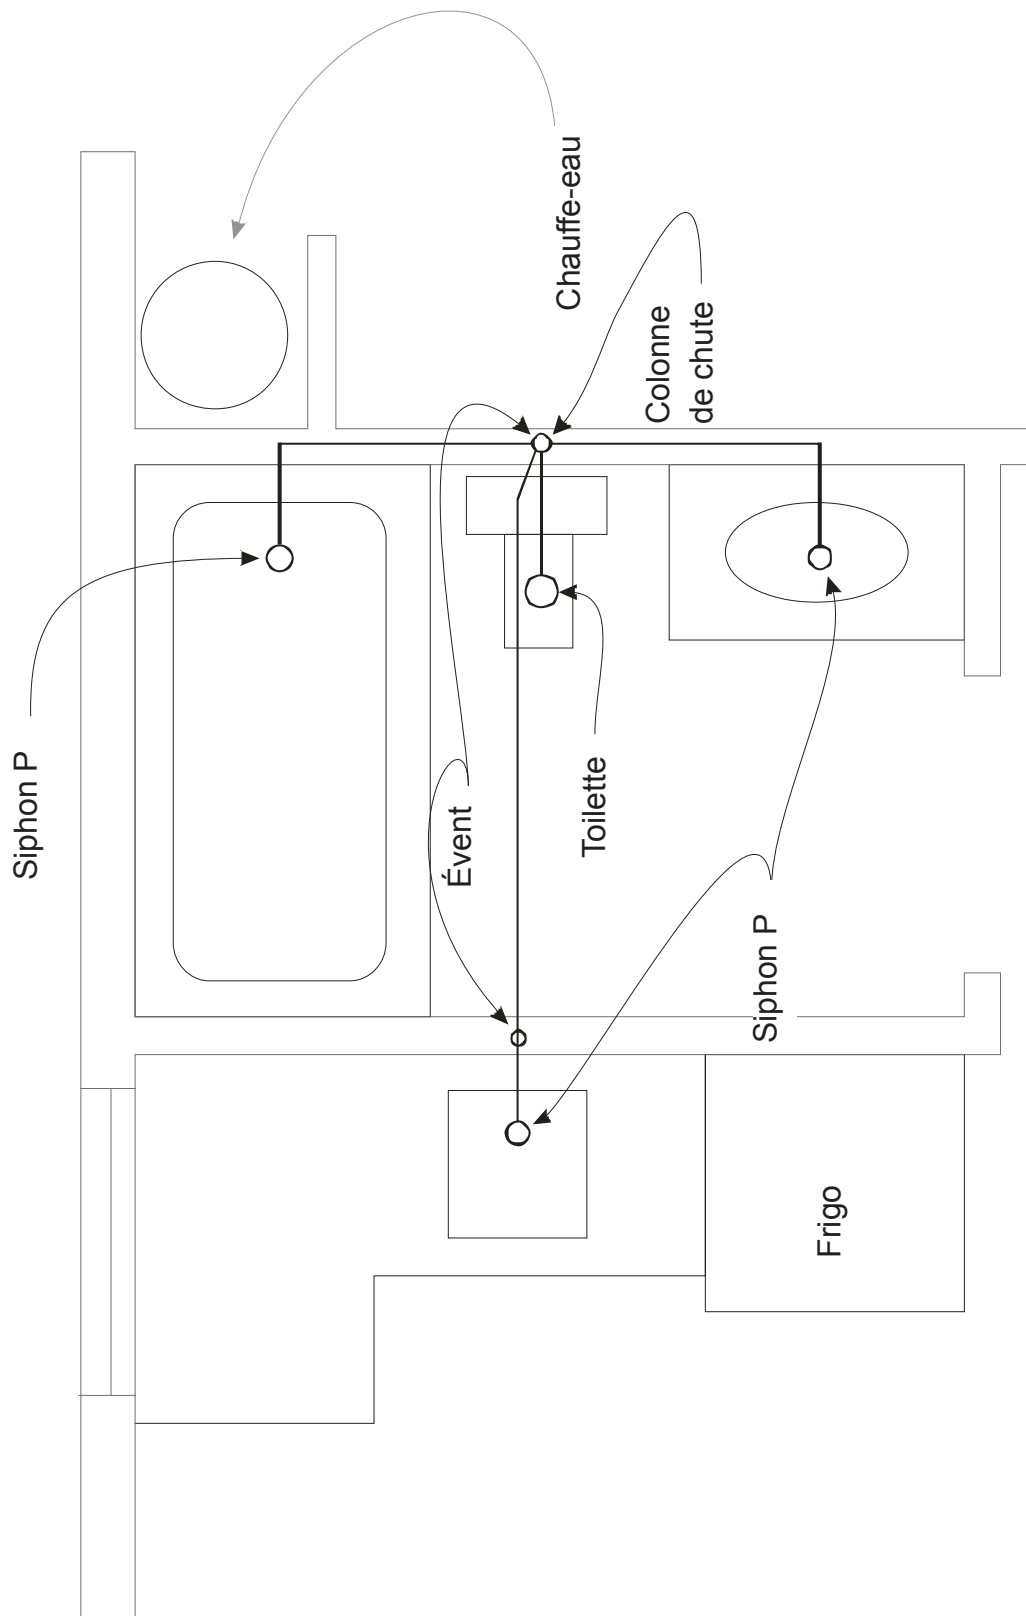 Siphon P
Évent
Toilette
Chauffe-eau
Colonne
de chute
Siphon P
Frigo